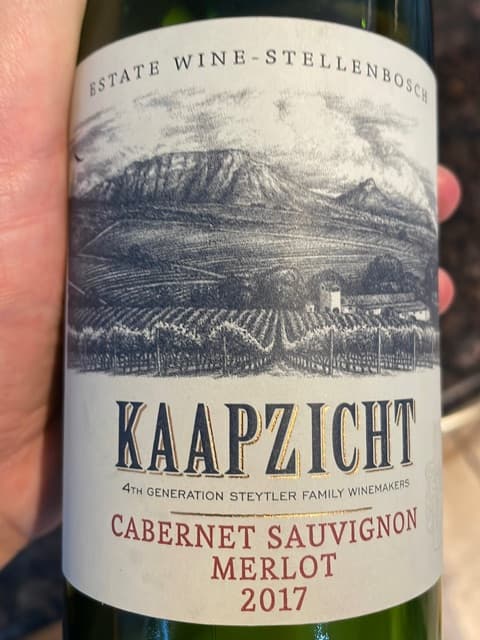 ESTATE WINE-STELLENBOSCH
KAAPZICHT
4TH GENERATION STEYTLER FAMILY WINEMAKERS
CABERNET SAUVIGNON
MERLOT
2017